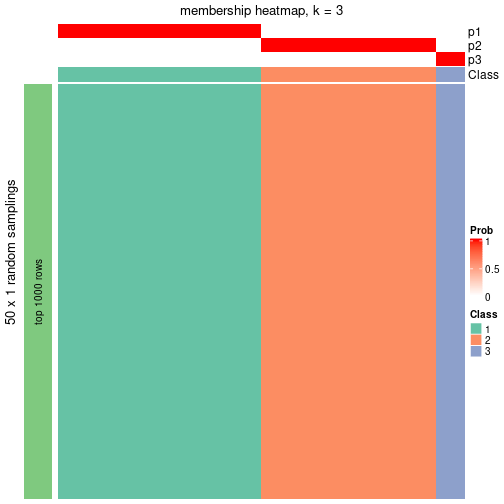 membership heatmap, k = 3
p1
p2
p3
Class
50 x 1 random samplings
top 1000 rows
Prob
1
0.5
0
Class
1
2
3